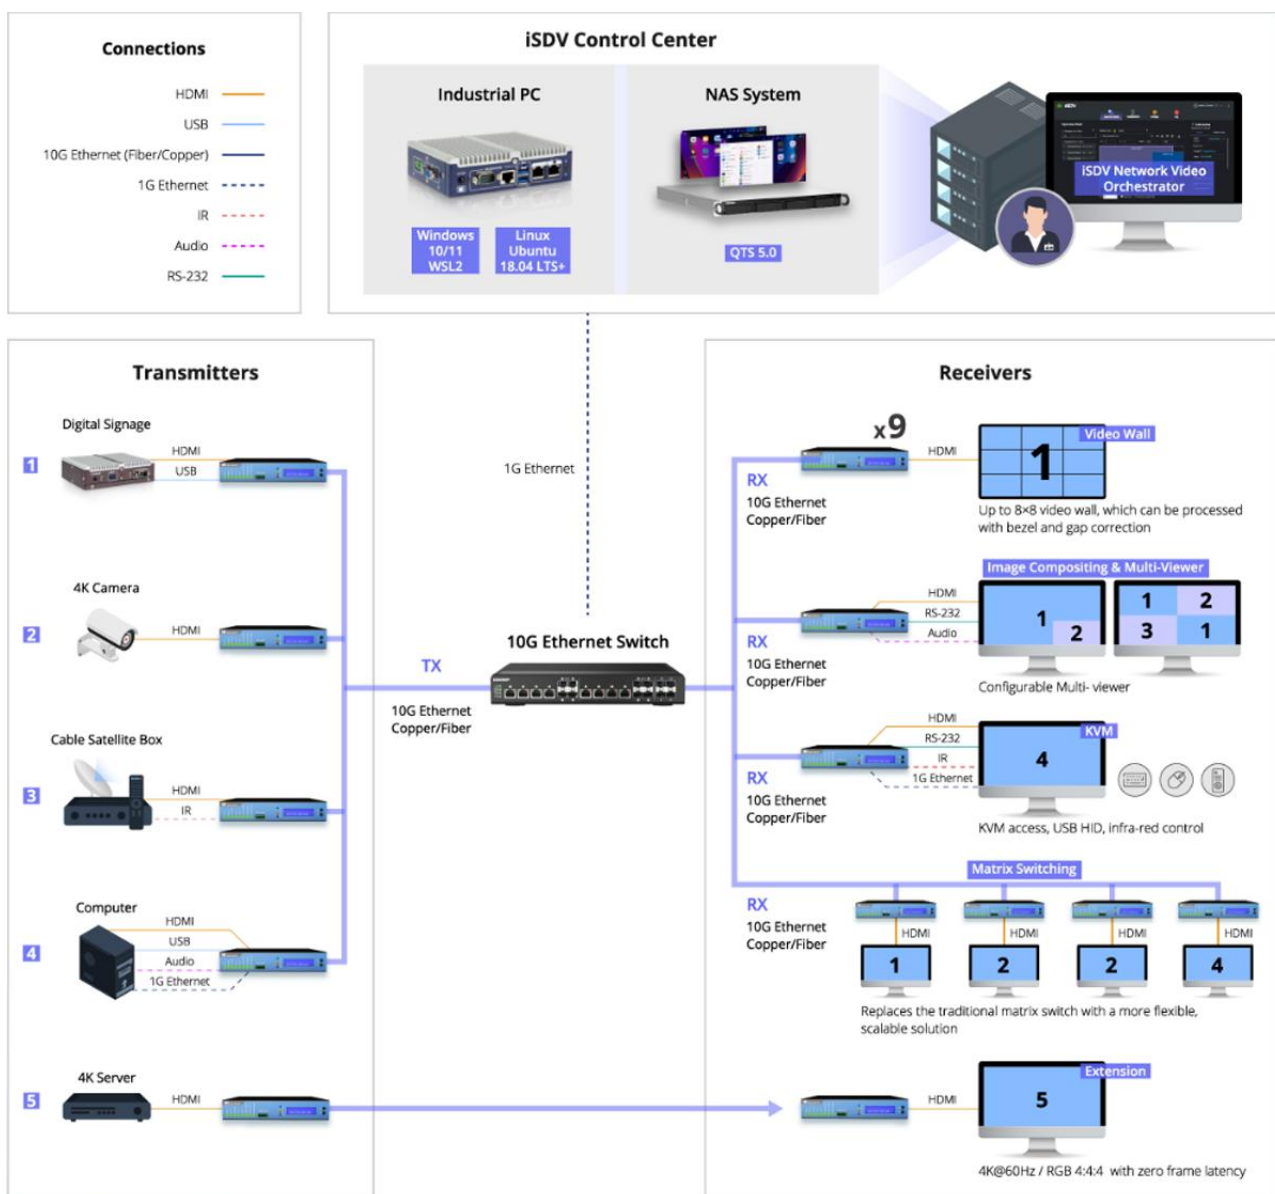 Connections
HDMI
USB
10G Ethernet (Fiber/Copper)
1G Ethernet
IR
Audio
RS-232
iSDV Control Center
Industrial PC
Windows
10/11
WSL2
Linux
Ubuntu
18.04 LTS+
NAS System
QTS 5.0
iSDV Network Video
Orchestrator
1G Ethernet
Transmitters
Digital Signage
1
HDMI
USB
4K Camera
2
HDMI
Cable Satellite Box
3
HDMI
IR
Computer
4
HDMI
USB
Audio
1G Ethernet
4K Server
5
HDMI
TX
10G Ethernet
Copper/Fiber
10G Ethernet Switch
Receivers
x9
HDMI
Video Wall
1
RX
10G Ethernet
Copper/Fiber
Up to 8×8 video wall, which can be processed
with bezel and gap correction
Image Compositing & Multi-Viewer
HDMI
RS-232
Audio
1
2
1
2
3
1
RX
10G Ethernet
Copper/Fiber
Configurable Multi- viewer
HDMI
RS-232
IR
1G Ethernet
KVM
4
RX
10G Ethernet
Copper/Fiber
KVM access, USB HID, infra-red control
Matrix Switching
RX
10G Ethernet
Copper/Fiber
HDMI
HDMI
HDMI
HDMI
1
2
2
4
Replaces the traditional matrix switch with a more flexible,
scalable solution
HDMI
Extension
5
4K@60Hz / RGB 4:4:4 with zero frame latency